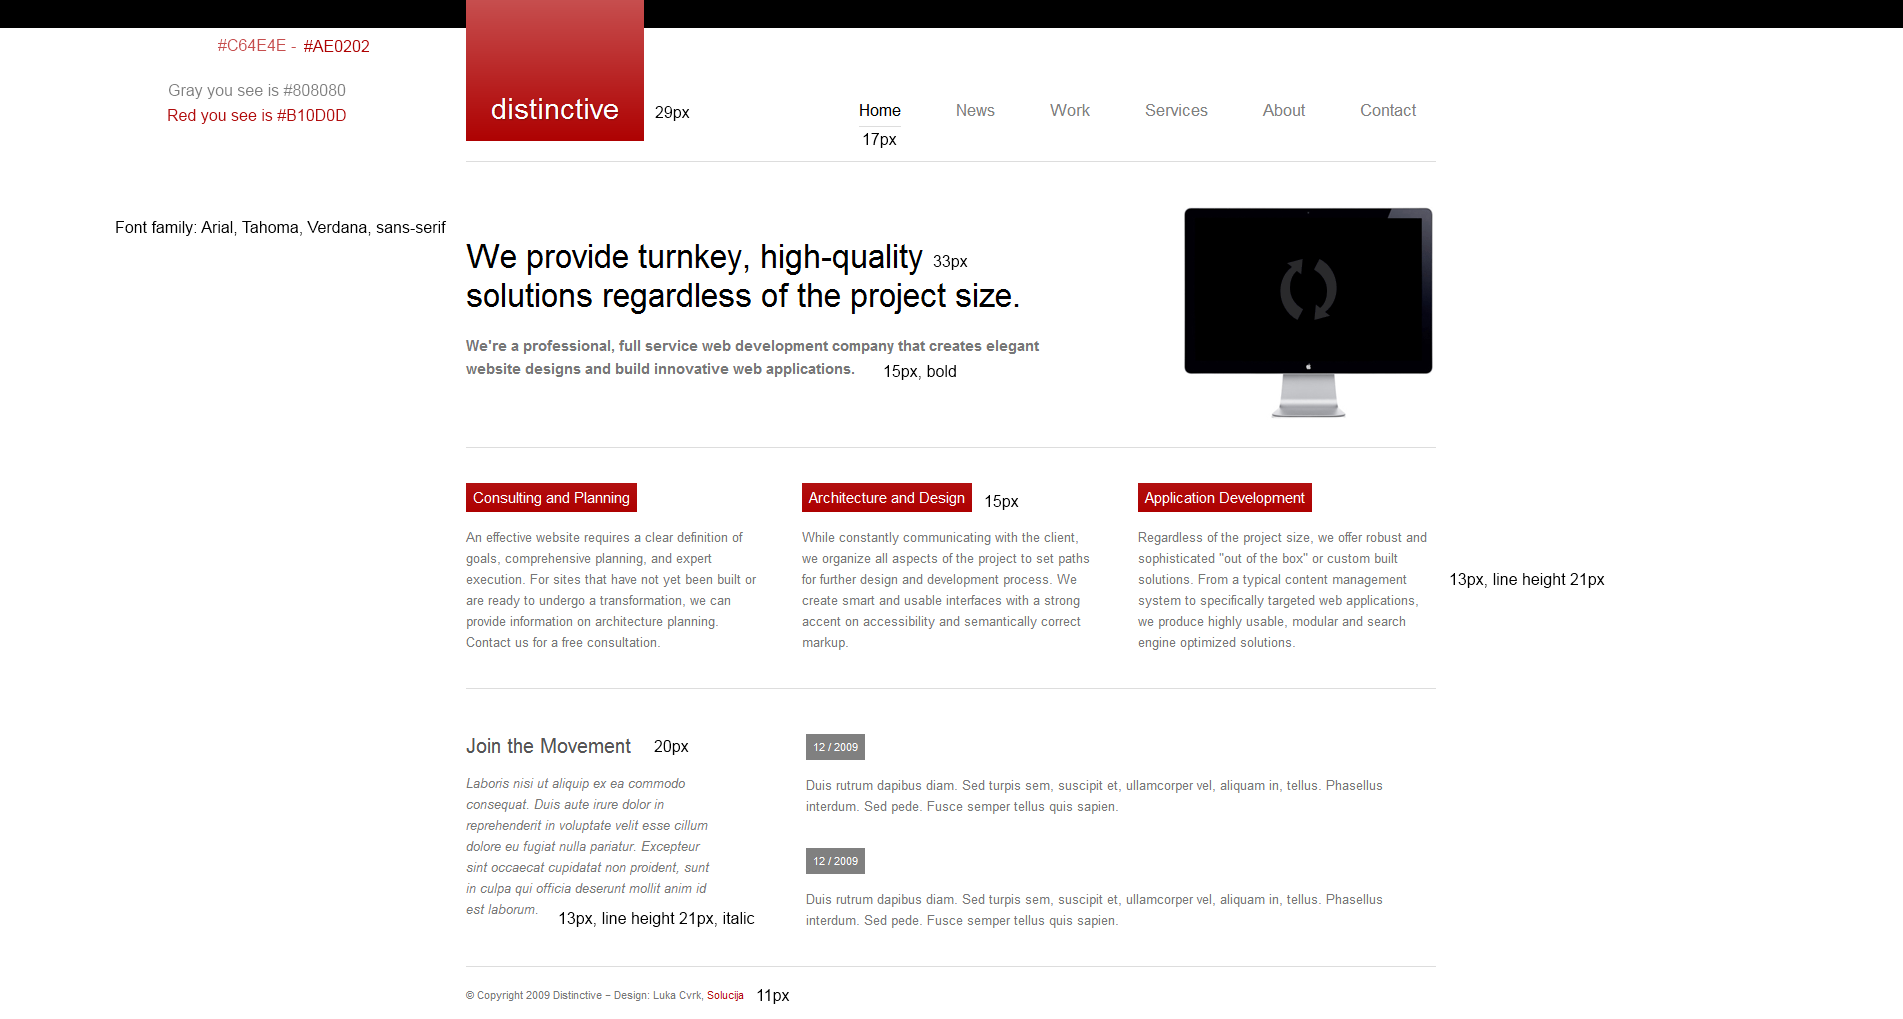 #C64E4E - #AE0202
Gray you see is #808080
Red you see is #B10D0D
distinctive 29px
Home News Work Services About Contact
17px
Font family: Arial, Tahoma, Verdana, sans-serif
We provide turnkey, high-quality 33px
solutions regardless of the project size.
We're a professional, full service web development company that creates elegant
website designs and build innovative web applications. 15px, bold
Consulting and Planning
An effective website requires a clear definition of
goals, comprehensive planning, and expert
execution. For sites that have not yet been built or
are ready to undergo a transformation, we can
provide information on architecture planning.
Contact us for a free consultation.
Architecture and Design 15px
While constantly communicating with the client,
we organize all aspects of the project to set paths
for further design and development process. We
create smart and usable interfaces with a strong
accent on accessibility and semantically correct
markup.
Application Development
Regardless of the project size, we offer robust and
sophisticated "out of the box" or custom built
solutions. From a typical content management
system to specifically targeted web applications,
we produce highly usable, modular and search
engine optimized solutions.
13px, line height 21px
Join the Movement 20px
Laboris nisi ut aliquip ex ea commodo
consequat. Duis aute irure dolor in
reprehenderit in voluptate velit esse cillum
dolore eu fugiat nulla pariatur. Excepteur
sint occaecat cupidatat non proident, sunt
in culpa qui officia deserunt mollit anim id
est laborum. 13px, line height 21px, italic
12 / 2009
Duis rutrum dapibus diam. Sed turpis sem, suscipit et, ullamcorper vel, aliquam in, tellus. Phasellus
interdum. Sed pede. Fusce semper tellus quis sapien.
12 / 2009
Duis rutrum dapibus diam. Sed turpis sem, suscipit et, ullamcorper vel, aliquam in, tellus. Phasellus
interdum. Sed pede. Fusce semper tellus quis sapien.
© Copyright 2009 Distinctive – Design: Luka Cvrk, Solucija 11px